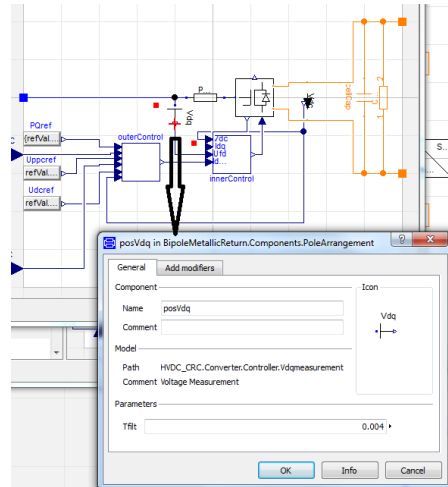 P...
Vdq
PQref
outerControl
(refVal...
Vdc
Idq
Uppcref
Ufd
refVal...
innerControl
Udcref
refVal...
S...
C...
1
2
posVdq in BipoleMetallicReturn.Components.PoleArrangement
General
Add modifiers
Component
Icon
Name
posVdq
Vdq
Comment
Model
Path
HVDC_CRC.Converter.Controller.Vdqmeasurement
Comment
Voltage Measurement
Parameters
Tfilt
0.004
OK
Info
Cancel